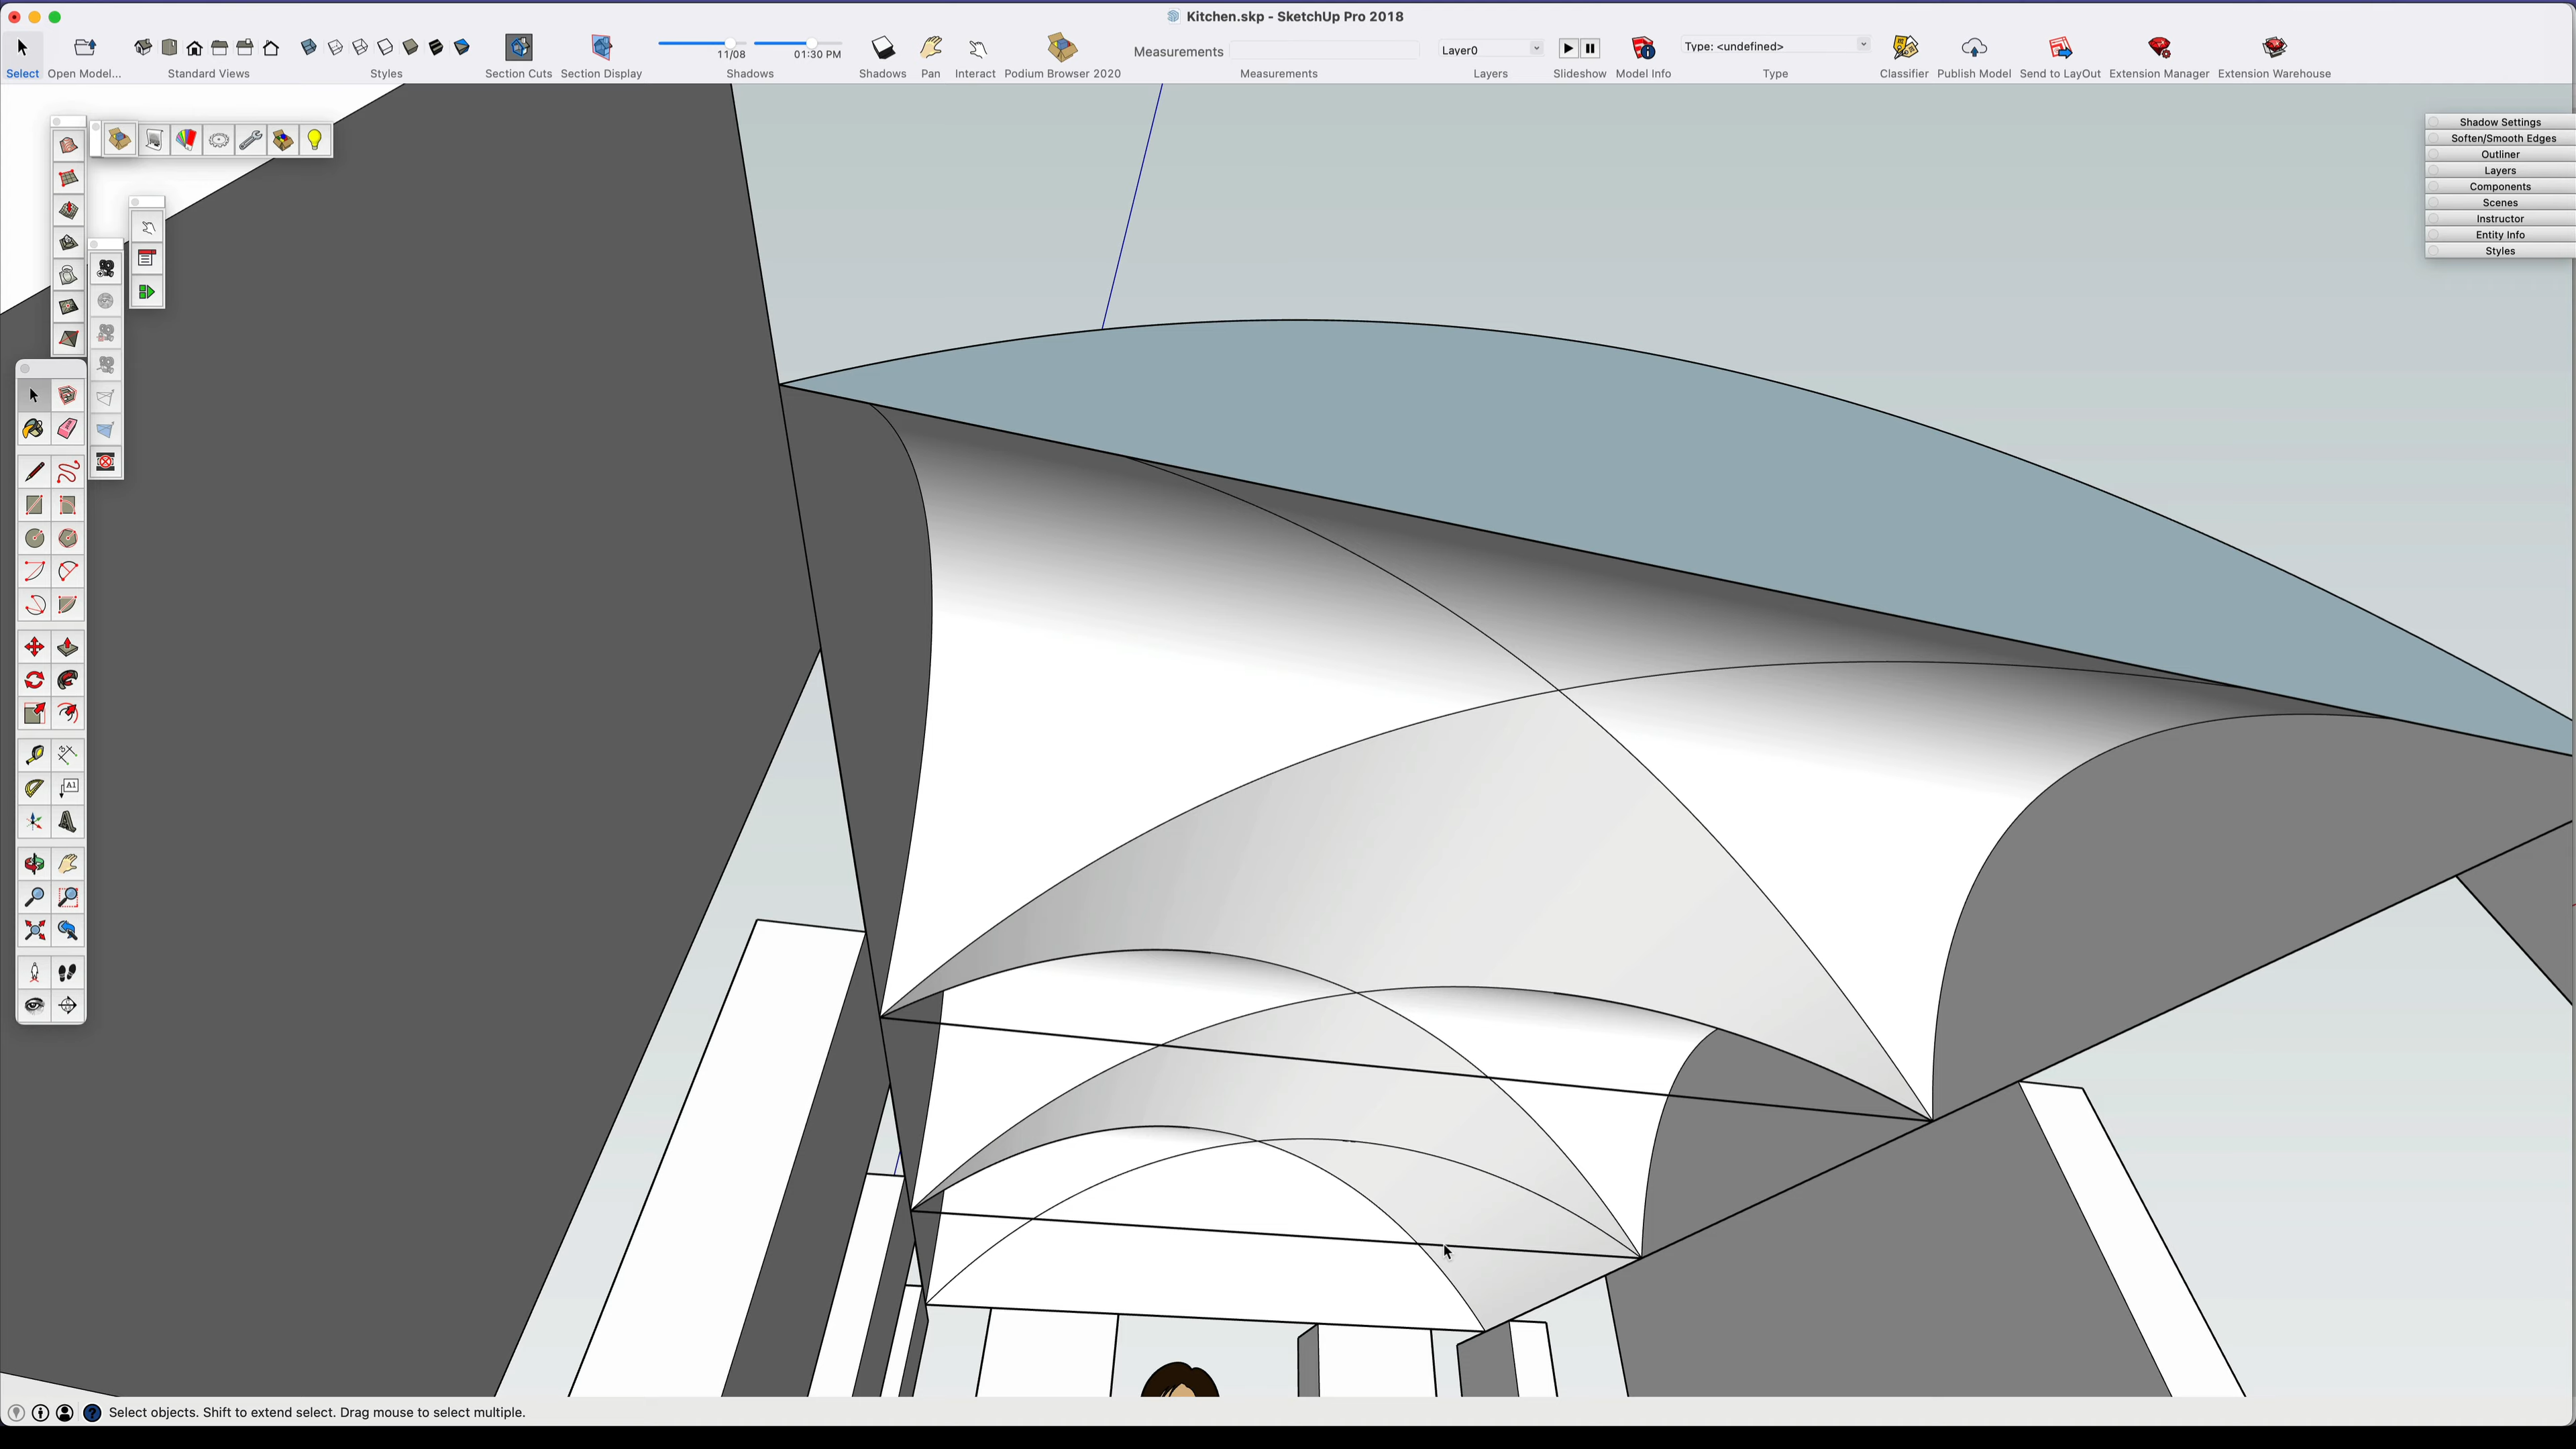 Kitchen.skp - SketchUp Pro 2018
Measurements
Layer0
Type: <undefined>
11/08
01:30 PM
Select
Open Model...
Standard Views
Styles
Section Cuts
Section Display
Shadows
Shadows
Pan
Interact
Podium Browser 2020
Measurements
Layers
Slideshow
Model Info
Type
Classifier
Publish Model
Send to LayOut
Extension Manager
Extension Warehouse
Shadow Settings
Soften/Smooth Edges
Outliner
Layers
Components
Scenes
Instructor
Entity Info
Styles
A1
Select objects. Shift to extend select. Drag mouse to select multiple.